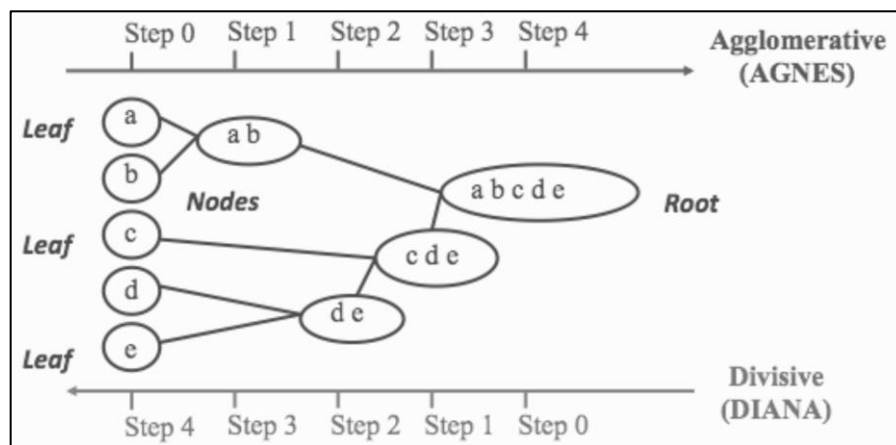 Step 0 Step 1 Step 2 Step 3 Step 4
Agglomerative
(AGNES)
Leaf a
a b
b
Nodes
a b c d e
Root
Leaf c
c d e
d
d e
Leaf e
Divisive
(DIANA)
Step 4 Step 3 Step 2 Step 1 Step 0